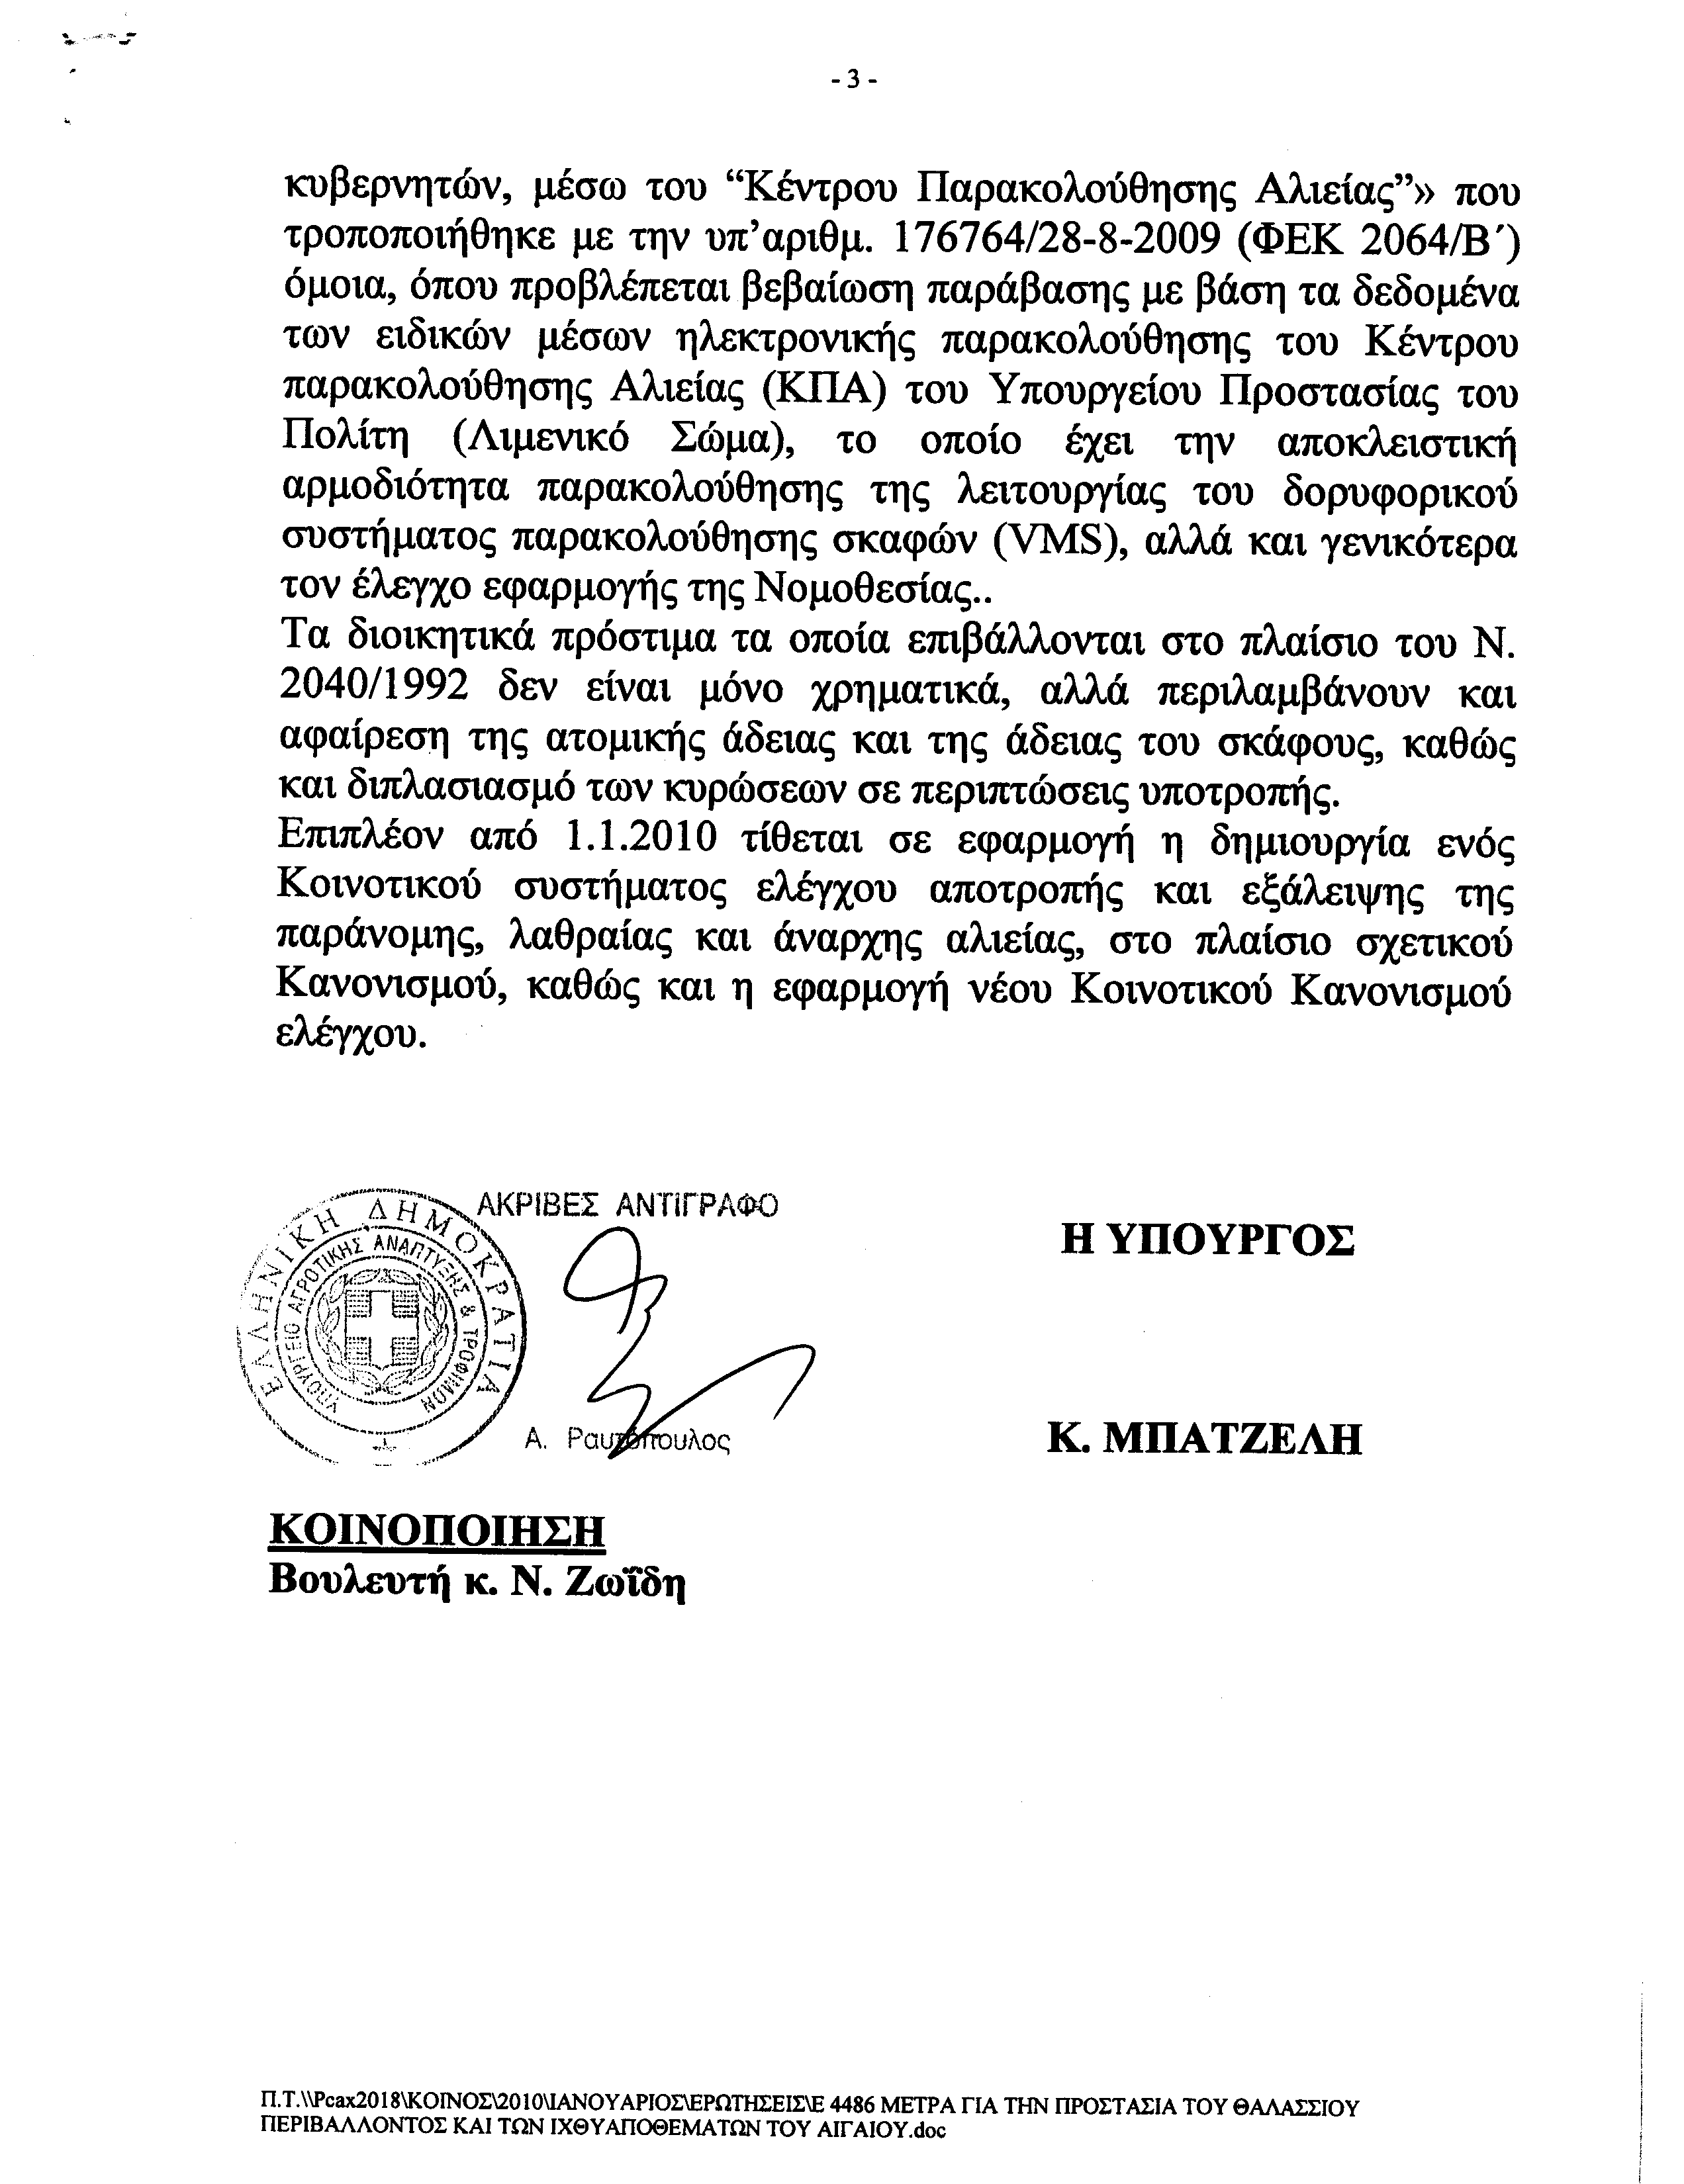 - 3 -
κυβερνητών, μέσω του “Κέντρου Παρακολούθησης Αλιείας”» που
τροποποιήθηκε με την υπ’αριθμ. 176764/28-8-2009 (ΦΕΚ 2064/Β΄)
όμοια, όπου προβλέπεται βεβαίωση παράβασης με βάση τα δεδομένα
των ειδικών μέσων ηλεκτρονικής παρακολούθησης του Κέντρου
παρακολούθησης Αλιείας (ΚΠΑ) του Υπουργείου Προστασίας του
Πολίτη (Λιμενικό Σώμα), το οποίο έχει την αποκλειστική
αρμοδιότητα παρακολούθησης της λειτουργίας του δορυφορικού
συστήματος παρακολούθησης σκαφών (VMS), αλλά και γενικότερα
τον έλεγχο εφαρμογής της Νομοθεσίας..
Τα διοικητικά πρόστιμα τα οποία επιβάλλονται στο πλαίσιο του Ν.
2040/1992 δεν είναι μόνο χρηματικά, αλλά περιλαμβάνουν και
αφαίρεση της ατομικής άδειας και της άδειας του σκάφους, καθώς
και διπλασιασμό των κυρώσεων σε περιπτώσεις υποτροπής.
Επιπλέον από 1.1.2010 τίθεται σε εφαρμογή η δημιουργία ενός
Κοινοτικού συστήματος ελέγχου αποτροπής και εξάλειψης της
παράνομης, λαθραίας και άναρχης αλιείας, στο πλαίσιο σχετικού
Κανονισμού, καθώς και η εφαρμογή νέου Κοινοτικού Κανονισμού
ελέγχου.
ΑΚΡΙΒΕΣ ΑΝΤΙΓΡΑΦΟ
ΕΛΛΗΝΙΚΗ ΔΗΜΟΚΡΑΤΙΑ
ΥΠΟΥΡΓΕΙΟ ΑΓΡΟΤΙΚΗΣ ΑΝΑΠΤΥΞΗΣ & ΤΡΟΦΙΜΩΝ
Α. Ραυτόπουλος
Η ΥΠΟΥΡΓΟΣ
Κ. ΜΠΑΤΖΕΛΗ
ΚΟΙΝΟΠΟΙΗΣΗ
Βουλευτή κ. Ν. Ζωΐδη
Π.Τ.\\Pcax2018\ΚΟΙΝΟΣ\2010\ΙΑΝΟΥΑΡΙΟΣ\ΕΡΩΤΗΣΕΙΣ\Ε 4486 ΜΕΤΡΑ ΓΙΑ ΤΗΝ ΠΡΟΣΤΑΣΙΑ ΤΟΥ ΘΑΛΑΣΣΙΟΥ
ΠΕΡΙΒΑΛΛΟΝΤΟΣ ΚΑΙ ΤΩΝ ΙΧΘΥΑΠΟΘΕΜΑΤΩΝ ΤΟΥ ΑΙΓΑΙΟΥ.doc